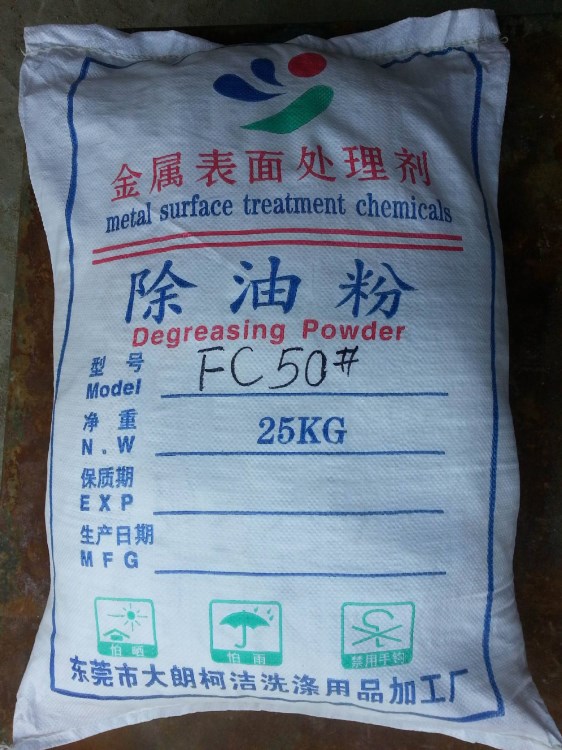 金属表面处理剂
metal surface treatment chemicals
除油粉
Degreasing Powder
型号 FC50#
Model
净重 25KG
N.W
保质期
EXP
生产日期
MFG
怕晒 怕雨 禁用手钩
东莞市大朗柯洁洗涤用品加工厂